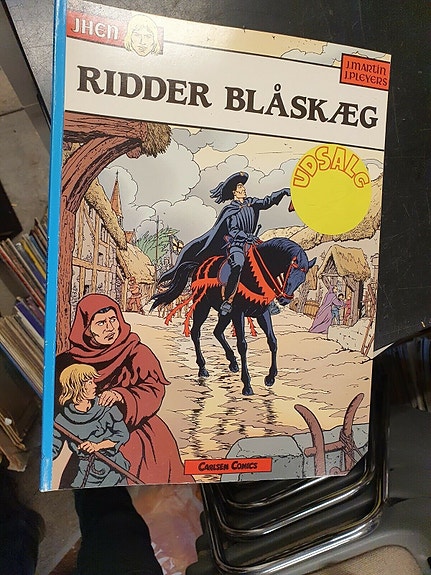 JHEN
J. MARTIN
J. PLEYERS
RIDDER BLÅSKÆG
UDSALG
CARLSEN COMICS